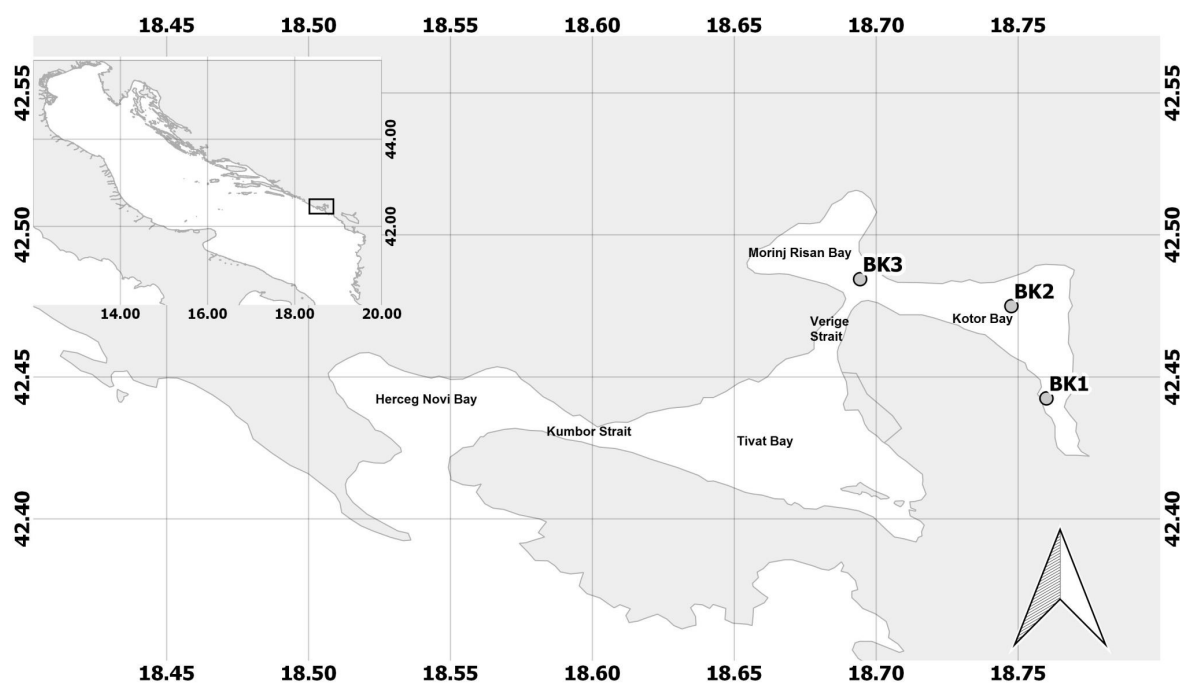 18.45 18.50 18.55 18.60 18.65 18.70 18.75
42.55 42.55
44.00
42.00
14.00 16.00 18.00 20.00
42.50 42.50
Morinj Risan Bay
BK3
BK2
Verige
Strait
Kotor Bay
42.45 42.45
BK1
Herceg Novi Bay
Kumbor Strait
Tivat Bay
42.40 42.40
18.45 18.50 18.55 18.60 18.65 18.70 18.75